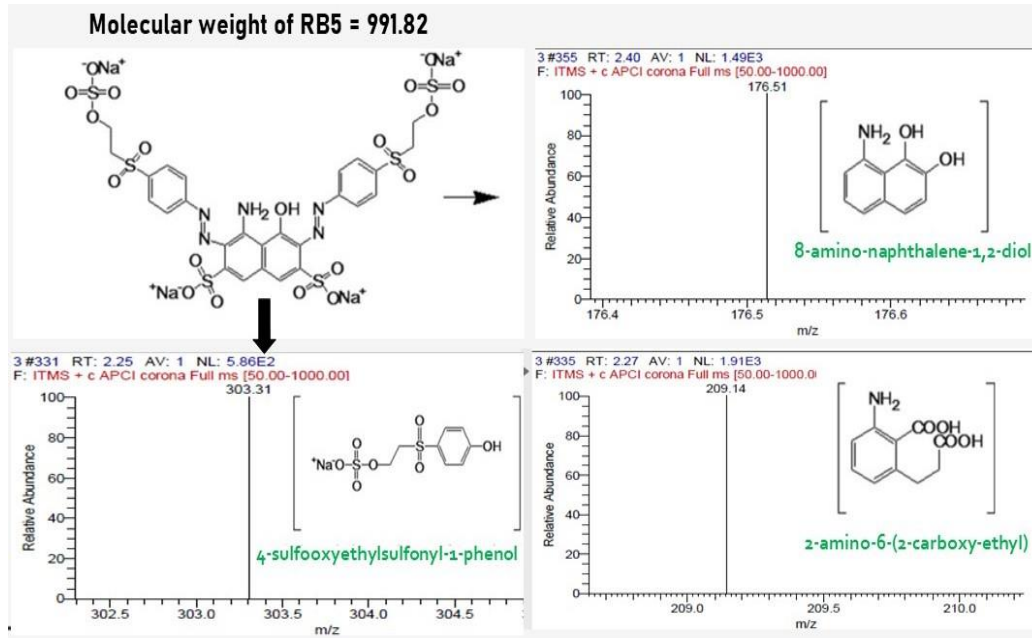 Molecular weight of RB5 = 991.82
⁻ONa⁺
O=S=O
O
O
S
O
N
N
NH₂ OH
N
N
⁻ONa⁺
O=S=O
O
S
O
O
O
S
⁺Na⁻O
O
O
S
O
ONa⁺
3 #355 RT: 2.40 AV: 1 NL: 1.49E3
F: ITMS + c APCI corona Full ms [50.00-1000.00]
176.51
100
80
60
40
20
0
Relative Abundance
NH₂ OH
OH
8-amino-naphthalene-1,2-diol
176.4 176.5 176.6
m/z
3 #331 RT: 2.25 AV: 1 NL: 5.86E2
F: ITMS + c APCI corona Full ms [50.00-1000.00]
303.31
100
80
60
40
20
0
Relative Abundance
O
O
⁺Na⁻O-S-O
S
OH
O
O
4-sulfooxyethylsulfonyl-1-phenol
302.5 303.0 303.5 304.0 304.5
m/z
3 #335 RT: 2.27 AV: 1 NL: 1.91E3
F: ITMS + c APCI corona Full ms [50.00-1000.0
209.14
100
80
60
40
20
0
Relative Abundance
NH₂
COOH
COOH
2-amino-6-(2-carboxy-ethyl)
209.0 209.5 210.0
m/z